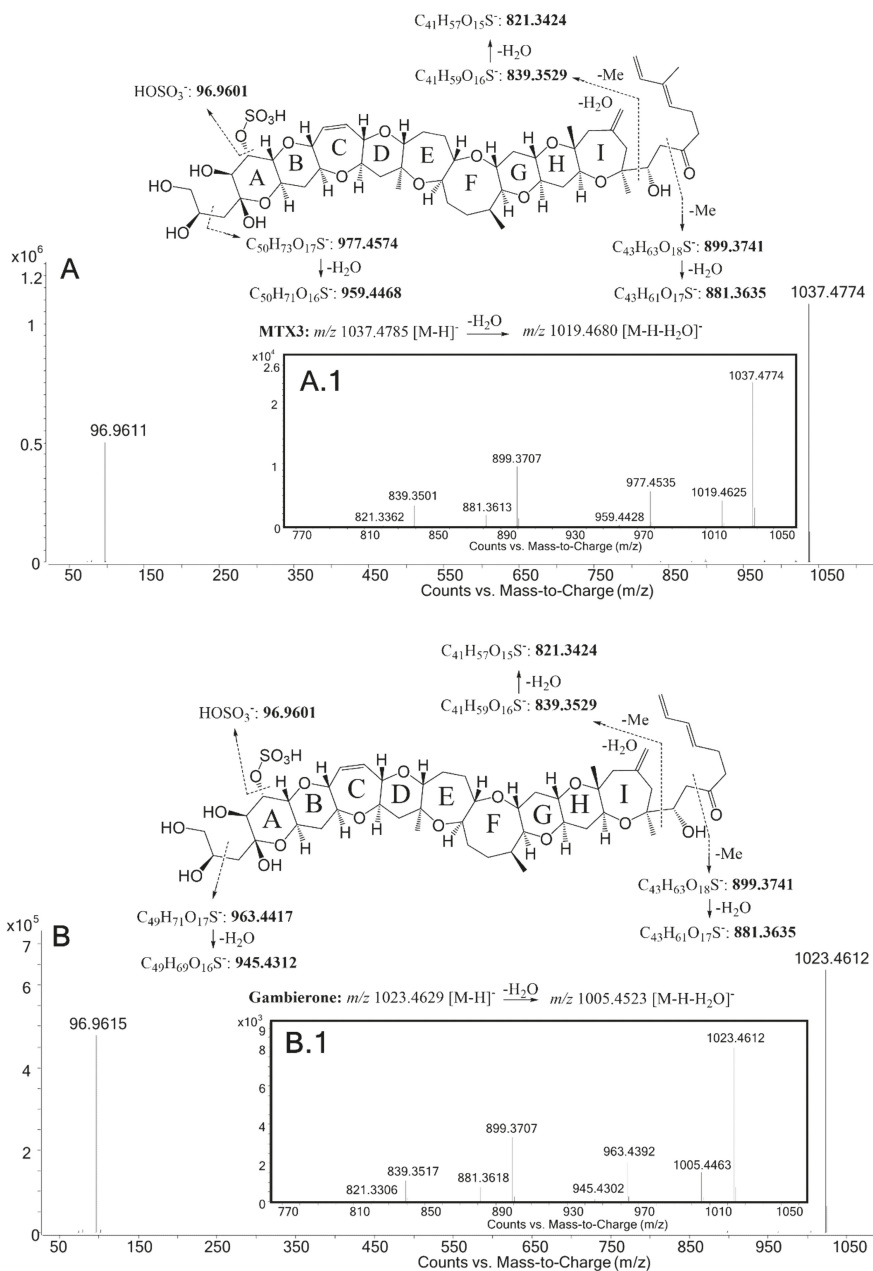 C₄₁H₅₇O₁₅S⁻: 821.3424
-H₂O
C₄₁H₅₉O₁₆S⁻: 839.3529
-Me
-H₂O
HOSO₃⁻: 96.9601
SO₃H
O
H H H H H H
O O O O
HO
A B C D E F G H I
HO
O O O O O
OH
HO
OH
O
H H H H H H
C₅₀H₇₃O₁₇S⁻: 977.4574
-H₂O
C₅₀H₇₁O₁₆S⁻: 959.4468
-Me
C₄₃H₆₃O₁₈S⁻: 899.3741
-H₂O
C₄₃H₆₁O₁₇S⁻: 881.3635
A
x10⁶
1.2
1
0.5
0
1037.4774
96.9611
MTX3: m/z 1037.4785 [M-H]⁻ -H₂O m/z 1019.4680 [M-H-H₂O]⁻
A.1
x10⁴
2.6
2
1
0
1037.4774
899.3707
977.4535
839.3501
1019.4625
881.3613
821.3362
959.4428
770 810 850 890 930 970 1010 1050
Counts vs. Mass-to-Charge (m/z)
50 150 250 350 450 550 650 750 850 950 1050
Counts vs. Mass-to-Charge (m/z)
C₄₁H₅₇O₁₅S⁻: 821.3424
-H₂O
C₄₁H₅₉O₁₆S⁻: 839.3529
-Me
-H₂O
HOSO₃⁻: 96.9601
SO₃H
O
H H H H H H
O O O O
HO
A B C D E F G H I
HO
O O O O O
OH
HO
OH
O
H H H H H H
-Me
C₄₃H₆₃O₁₈S⁻: 899.3741
-H₂O
C₄₃H₆₁O₁₇S⁻: 881.3635
C₄₉H₇₁O₁₇S⁻: 963.4417
-H₂O
C₄₉H₆₉O₁₆S⁻: 945.4312
B
x10⁵
7
6
4
2
0
1023.4612
96.9615
Gambierone: m/z 1023.4629 [M-H]⁻ -H₂O m/z 1005.4523 [M-H-H₂O]⁻
B.1
x10³
9
8
6
4
2
0
1023.4612
899.3707
963.4392
839.3517
881.3618
1005.4463
821.3306
945.4302
770 810 850 890 930 970 1010 1050
Counts vs. Mass-to-Charge (m/z)
50 150 250 350 450 550 650 750 850 950 1050
Counts vs. Mass-to-Charge (m/z)